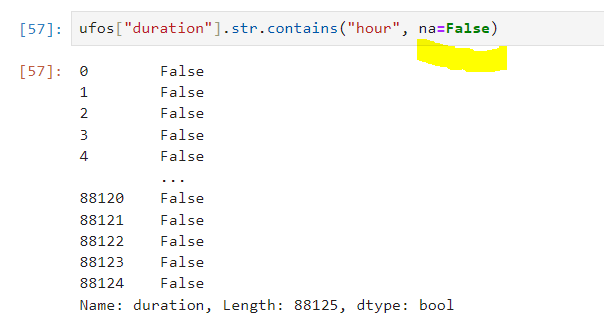 [57]: ufos["duration"].str.contains("hour", na=False)
[57]: 0 False
1 False
2 False
3 False
4 False
...
88120 False
88121 False
88122 False
88123 False
88124 False
Name: duration, Length: 88125, dtype: bool